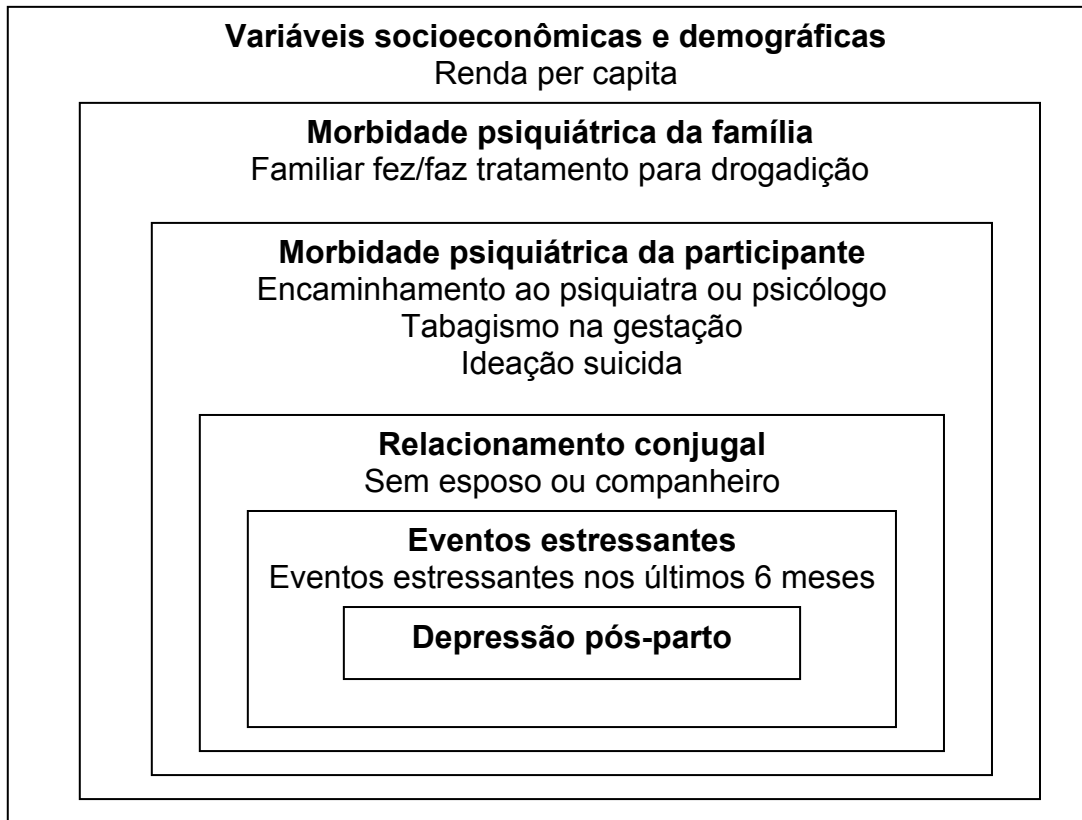 Variáveis socioeconômicas e demográficas
Renda per capita
Morbidade psiquiátrica da família
Familiar fez/faz tratamento para drogadição
Morbidade psiquiátrica da participante
Encaminhamento ao psiquiatra ou psicólogo
Tabagismo na gestação
Ideação suicida
Relacionamento conjugal
Sem esposo ou companheiro
Eventos estressantes
Eventos estressantes nos últimos 6 meses
Depressão pós-parto